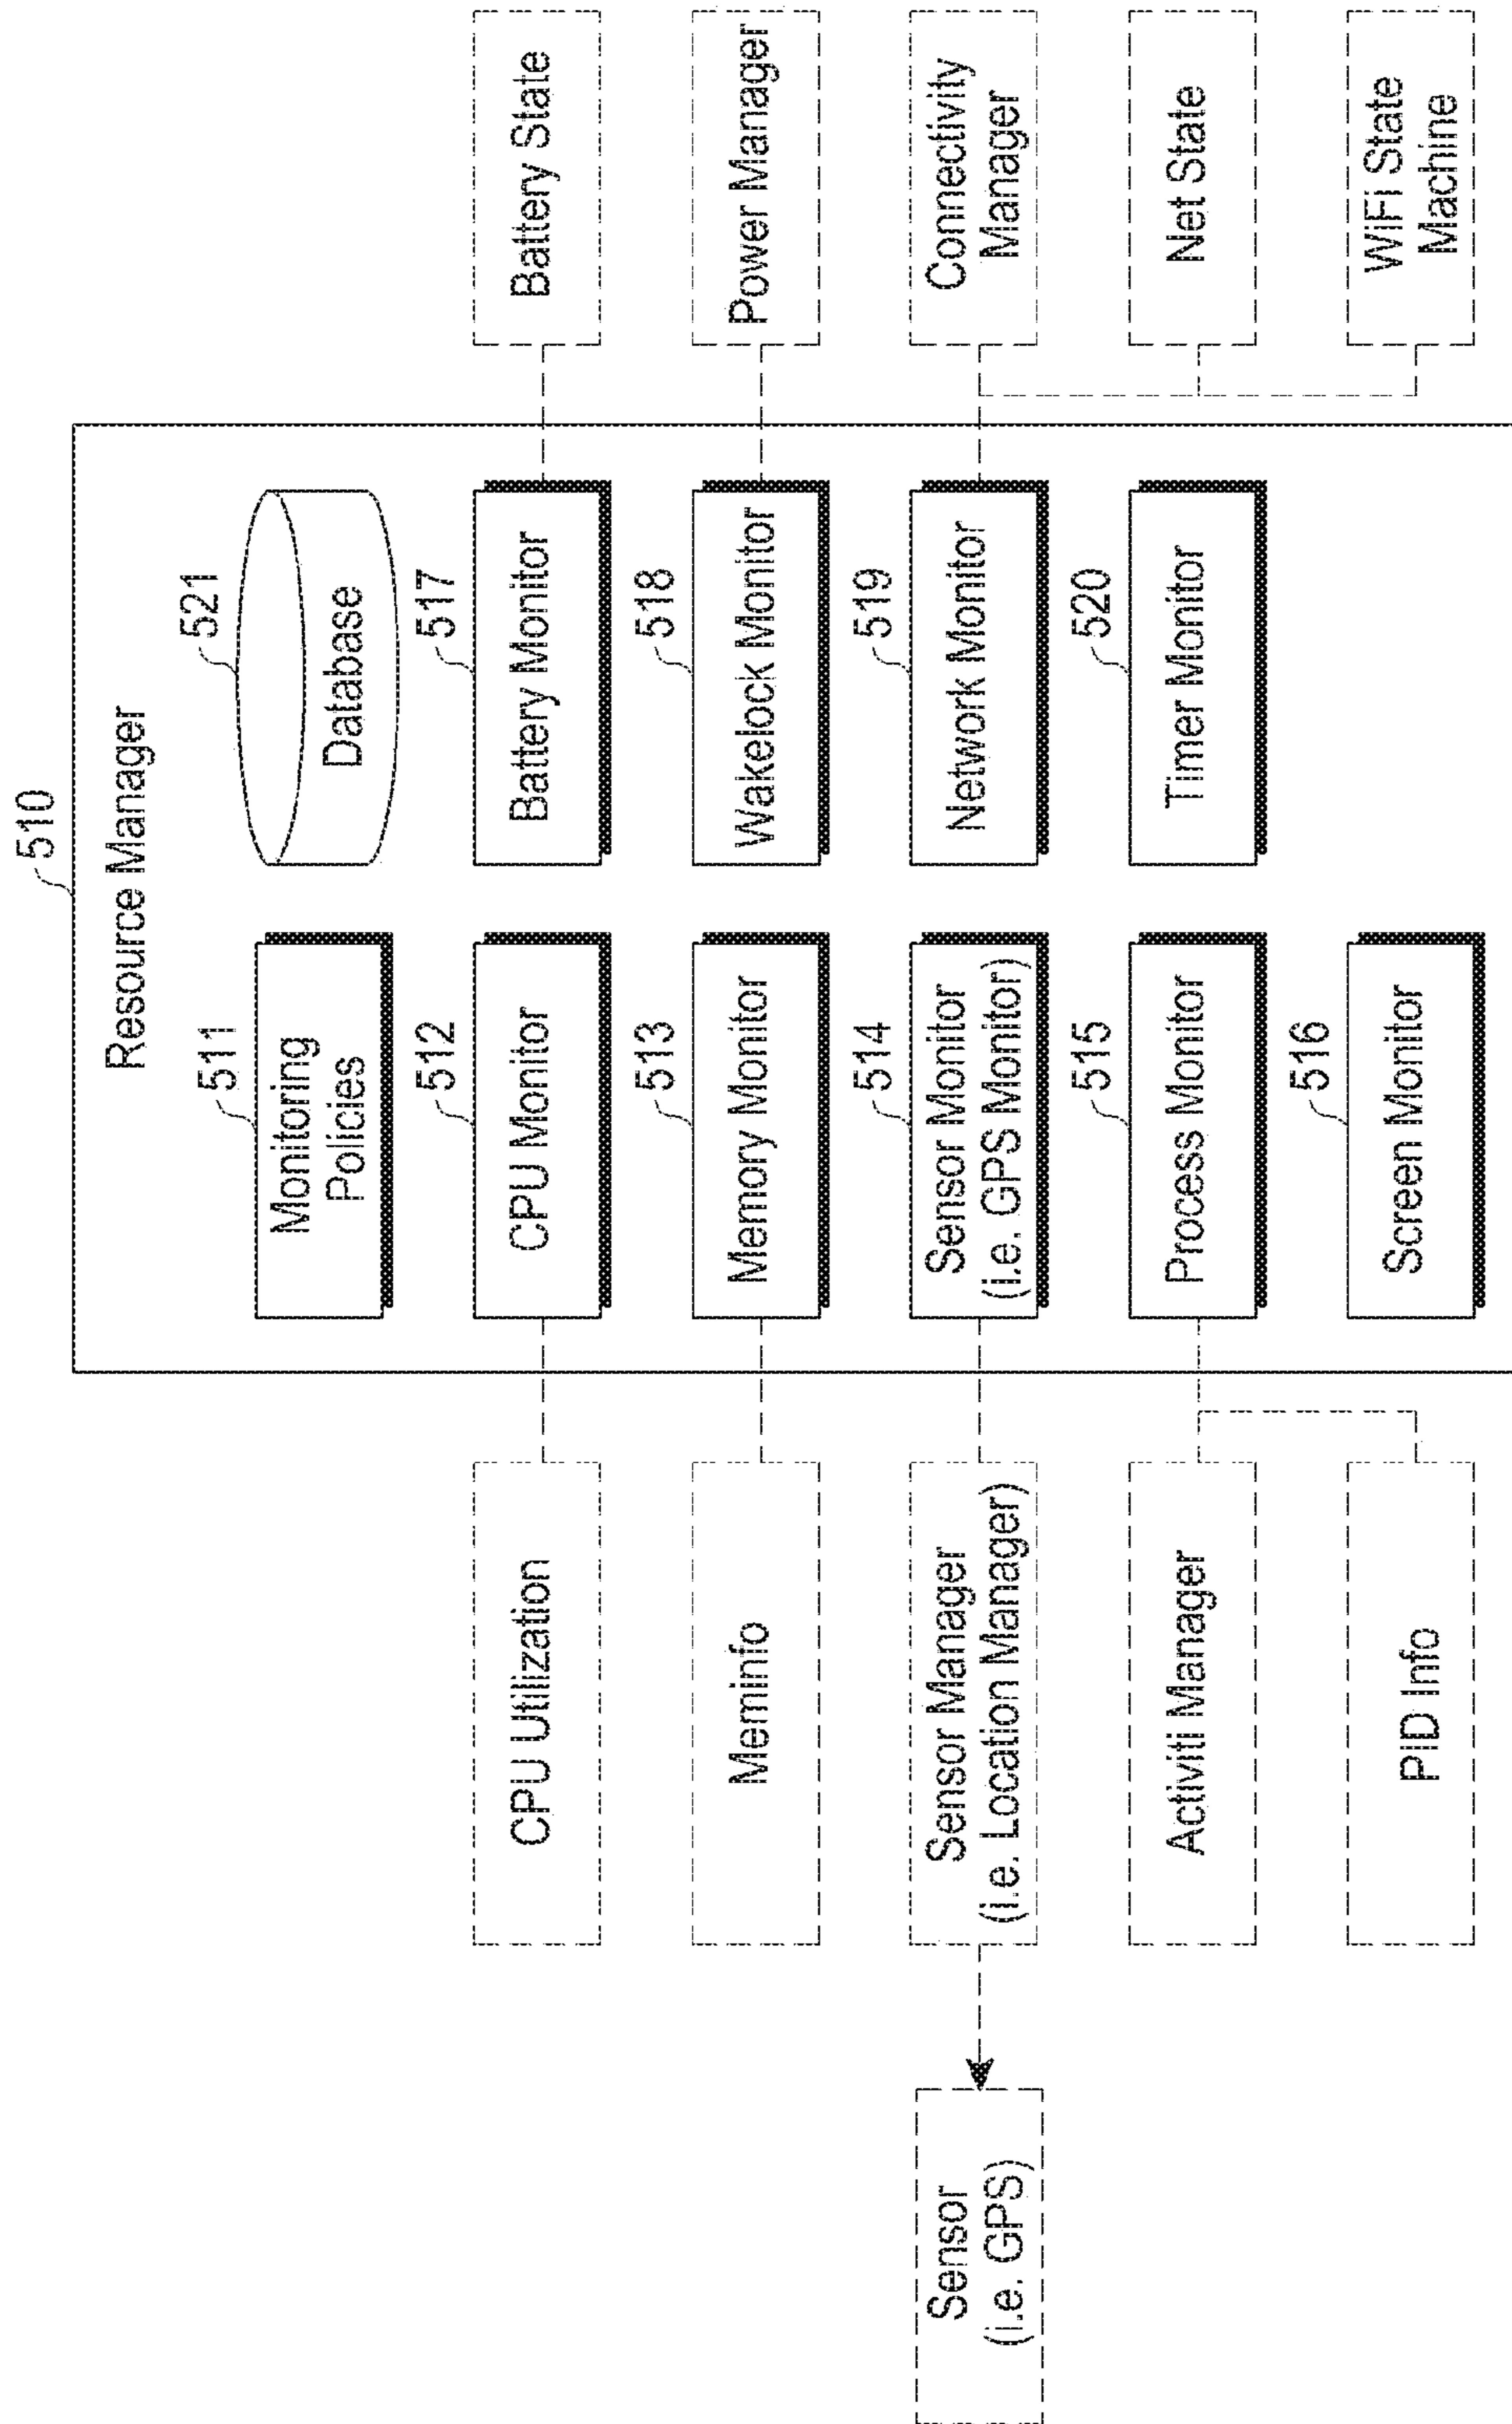 510
Resource Manager
511
Monitoring
Policies
521
Database
CPU Utilization
512
CPU Monitor
517
Battery Monitor
Battery State
Meminfo
513
Memory Monitor
518
Wakelock Monitor
Power Manager
Sensor
(i.e. GPS)
Sensor Manager
(i.e. Location Manager)
514
Sensor Monitor
(i.e. GPS Monitor)
519
Network Monitor
Connectivity
Manager
Activiti Manager
515
Process Monitor
520
Timer Monitor
Net State
PID Info
516
Screen Monitor
WiFi State
Machine